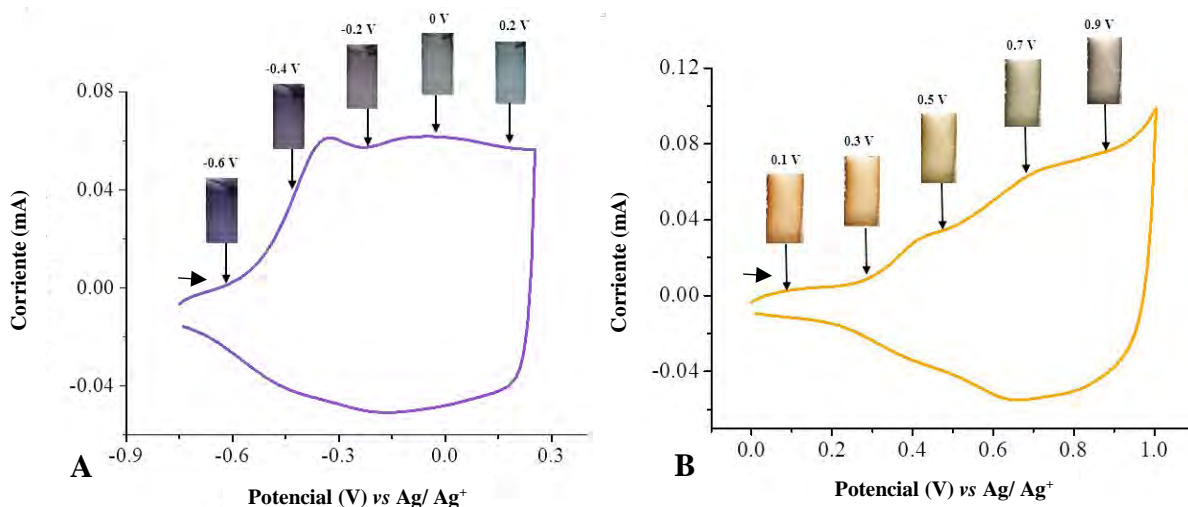 -0.2 V
0 V
0.2 V
-0.4 V
-0.6 V
0.08
0.04
0.00
-0.04
Corriente (mA)
-0.9
-0.6
-0.3
0.0
0.3
A
Potencial (V) vs Ag/ Ag⁺
0.9 V
0.7 V
0.5 V
0.3 V
0.1 V
0.12
0.08
0.04
0.00
-0.04
Corriente (mA)
0.0
0.2
0.4
0.6
0.8
1.0
B
Potencial (V) vs Ag/ Ag⁺